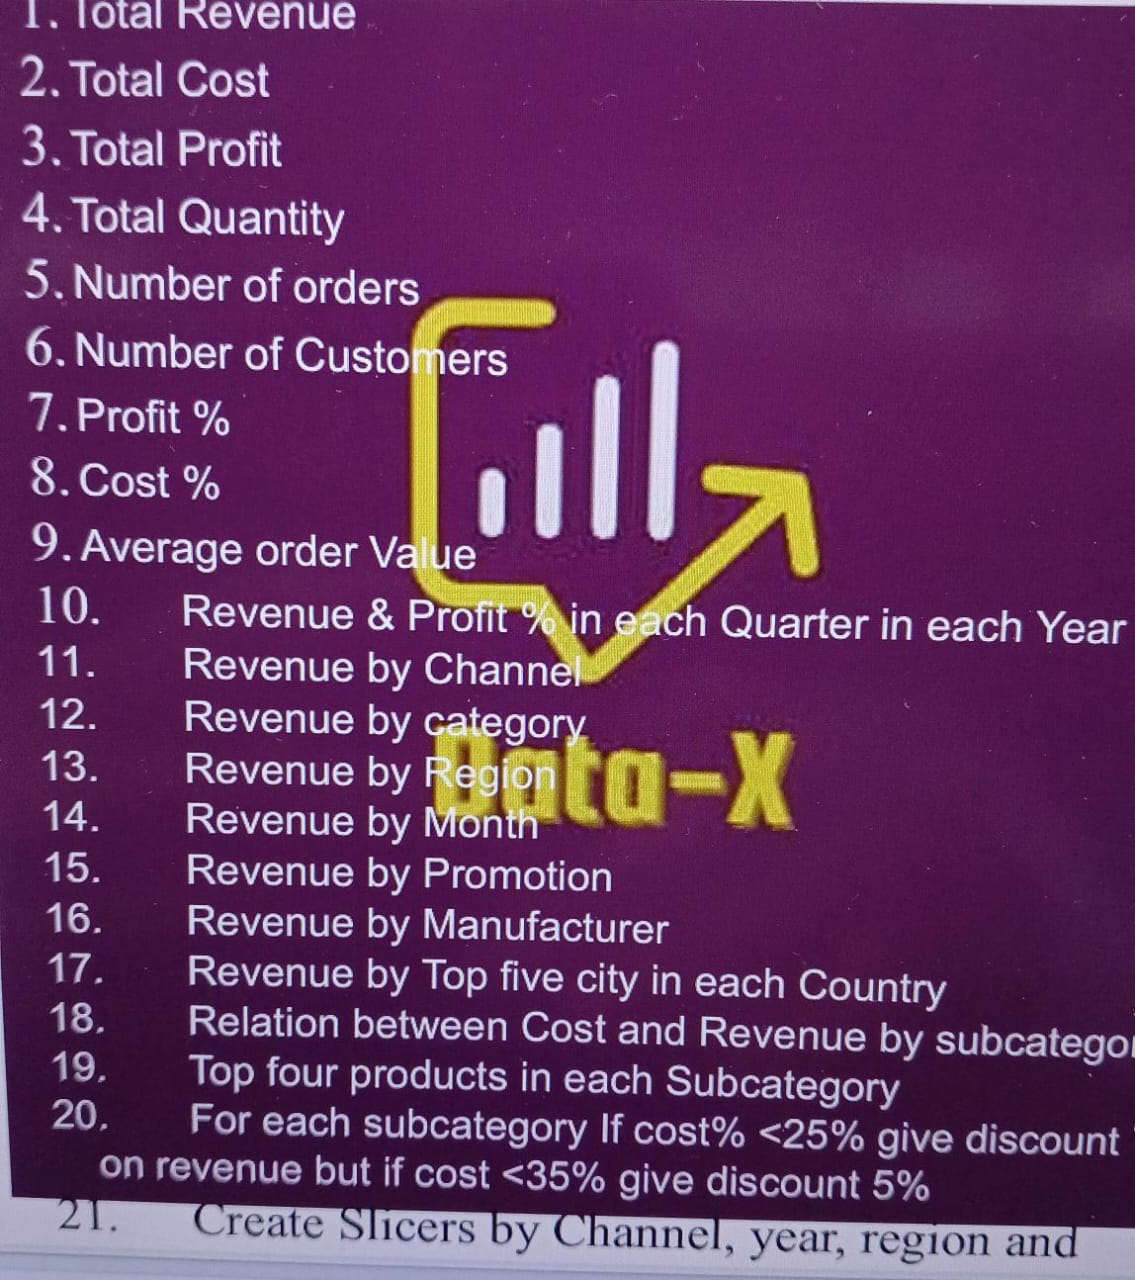 1. Total Revenue
2. Total Cost
3. Total Profit
4. Total Quantity
5. Number of orders
6. Number of Customers
7. Profit %
8. Cost %
9. Average order Value
10. Revenue & Profit % in each Quarter in each Year
11. Revenue by Channel
12. Revenue by category
Data-X
13. Revenue by Region
14. Revenue by Month
15. Revenue by Promotion
16. Revenue by Manufacturer
17. Revenue by Top five city in each Country
18. Relation between Cost and Revenue by subcatego
19. Top four products in each Subcategory
20. For each subcategory If cost% <25% give discount
on revenue but if cost <35% give discount 5%
21. Create Slicers by Channel, year, region and